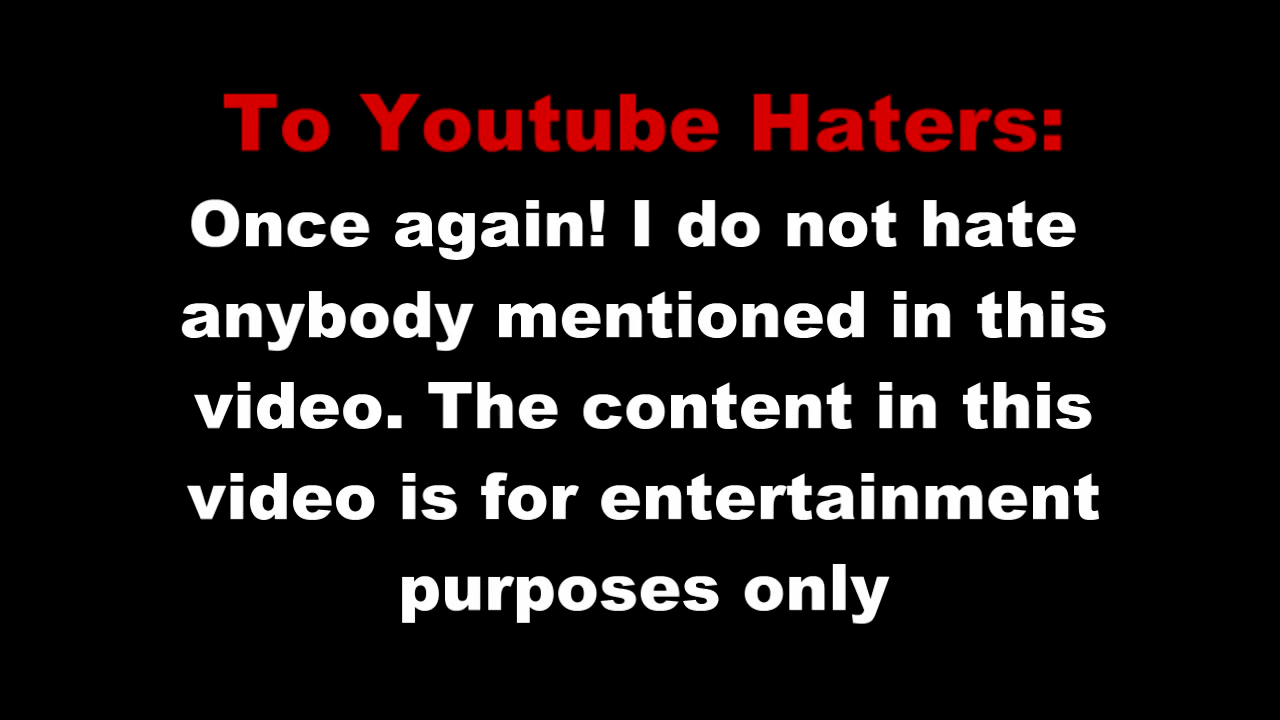 To Youtube Haters:
Once again! I do not hate
anybody mentioned in this
video. The content in this
video is for entertainment
purposes only